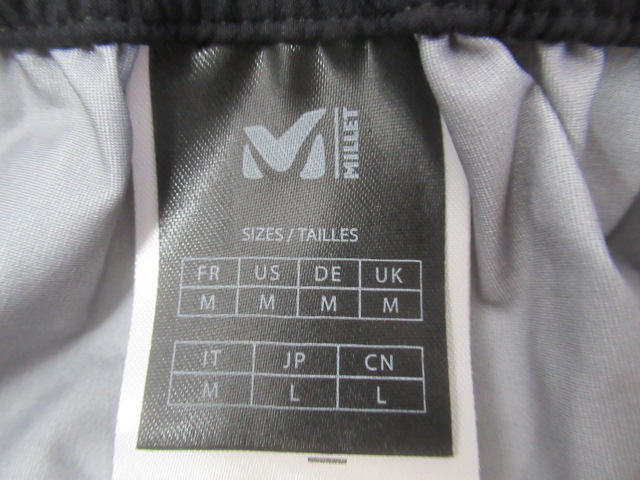 MILLET
SIZES / TAILLES
FR US DE UK
M M M M
IT JP CN
M L L